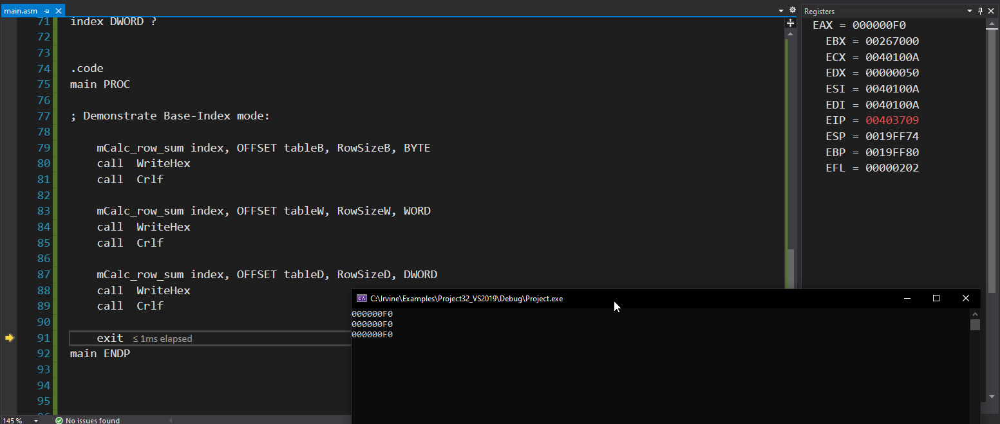 main.asm
71 index DWORD ?
72
73
74 .code
75 main PROC
76
77 ; Demonstrate Base-Index mode:
78
79 mCalc_row_sum index, OFFSET tableB, RowSizeB, BYTE
80 call WriteHex
81 call Crlf
82
83 mCalc_row_sum index, OFFSET tableW, RowSizeW, WORD
84 call WriteHex
85 call Crlf
86
87 mCalc_row_sum index, OFFSET tableD, RowSizeD, DWORD
88 call WriteHex
89 call Crlf
90
91 exit ≤ 1ms elapsed
92 main ENDP
93
94
95
145 %
No issues found
Registers
EAX = 000000F0
EBX = 00267000
ECX = 0040100A
EDX = 00000050
ESI = 0040100A
EDI = 0040100A
EIP = 00403709
ESP = 0019FF74
EBP = 0019FF80
EFL = 00000202
C:\Irvine\Examples\Project32_VS2019\Debug\Project.exe
000000F0
000000F0
000000F0